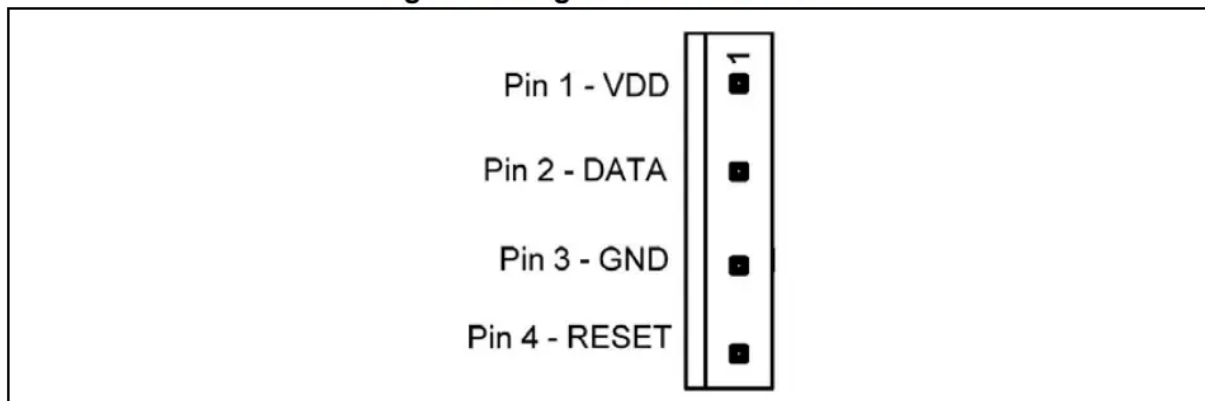 1
Pin 1 - VDD
Pin 2 - DATA
Pin 3 - GND
Pin 4 - RESET